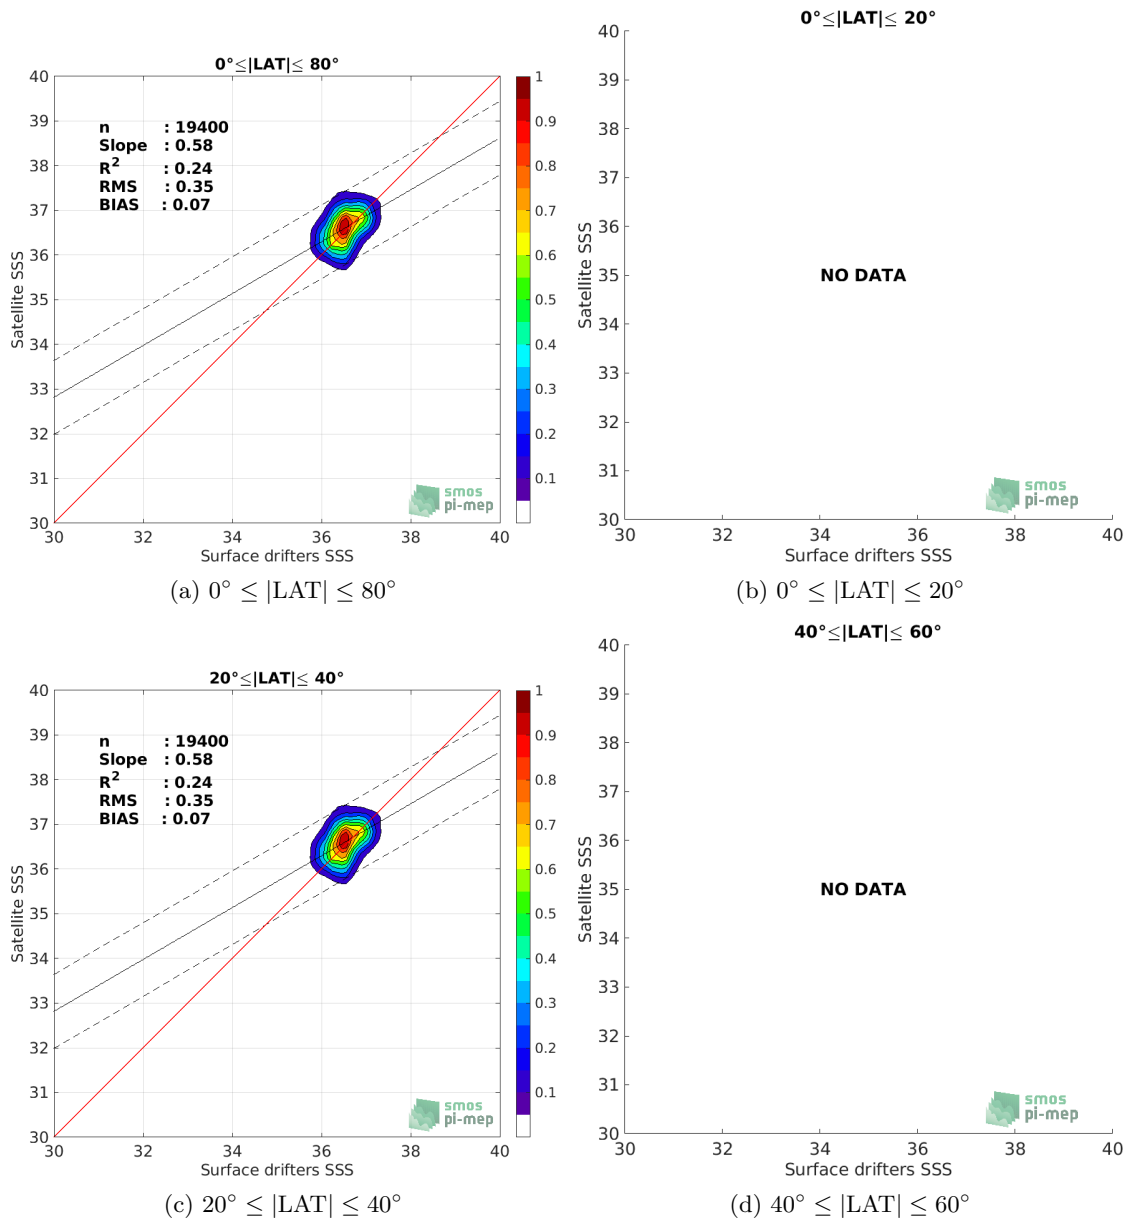 0°≤|LAT|≤ 80°
40
39
38
37
36
35
34
33
32
31
30
Satellite SSS
n : 19400
Slope : 0.58
R2 : 0.24
RMS : 0.35
BIAS : 0.07
smos
pi-mep
30 32 34 36 38 40
Surface drifters SSS
1
0.9
0.8
0.7
0.6
0.5
0.4
0.3
0.2
0.1
(a) 0° ≤ |LAT| ≤ 80°
0°≤|LAT|≤ 20°
40
39
38
37
36
35
34
33
32
31
30
Satellite SSS
NO DATA
smos
pi-mep
30 32 34 36 38 40
Surface drifters SSS
(b) 0° ≤ |LAT| ≤ 20°
20°≤|LAT|≤ 40°
40
39
38
37
36
35
34
33
32
31
30
Satellite SSS
n : 19400
Slope : 0.58
R2 : 0.24
RMS : 0.35
BIAS : 0.07
smos
pi-mep
30 32 34 36 38 40
Surface drifters SSS
1
0.9
0.8
0.7
0.6
0.5
0.4
0.3
0.2
0.1
(c) 20° ≤ |LAT| ≤ 40°
40°≤|LAT|≤ 60°
40
39
38
37
36
35
34
33
32
31
30
Satellite SSS
NO DATA
smos
pi-mep
30 32 34 36 38 40
Surface drifters SSS
(d) 40° ≤ |LAT| ≤ 60°